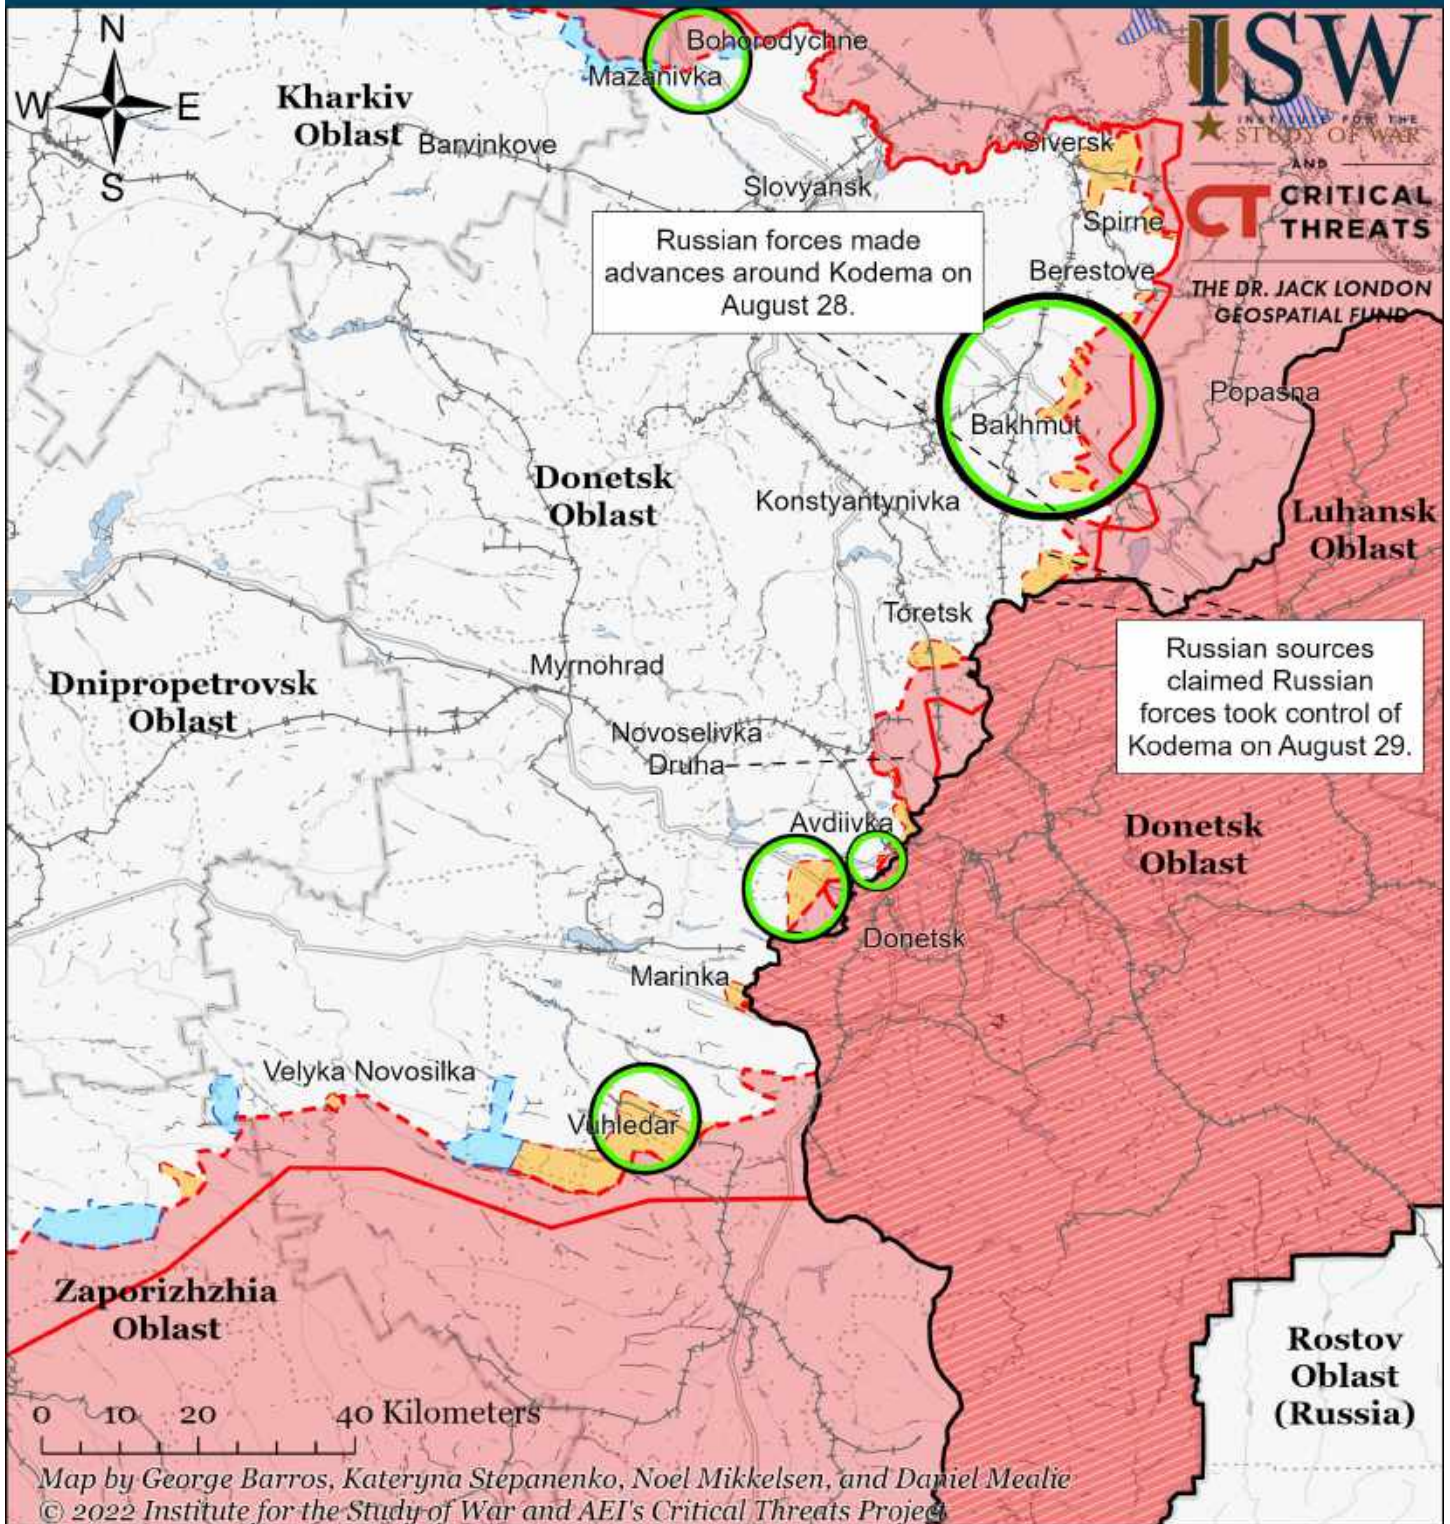 N
W
E
S
Kharkiv
Oblast
Barvinkove
Bohorodychne
Mazanivka
ISW
INSTITUTE FOR THE
STUDY OF WAR
AND
CT CRITICAL
THREATS
THE DR. JACK LONDON
GEOSPATIAL FUND
Siversk
Slovyansk
Spirne
Berestove
Russian forces made
advances around Kodema on
August 28.
Popasna
Bakhmut
Donetsk
Oblast
Konstyantynivka
Luhansk
Oblast
Toretsk
Russian sources
claimed Russian
forces took control of
Kodema on August 29.
Myrnohrad
Dnipropetrovsk
Oblast
Novoselivka
Druha
Avdiivka
Donetsk
Oblast
Donetsk
Marinka
Velyka Novosilka
Vuhledar
Zaporizhzhia
Oblast
Rostov
Oblast
(Russia)
0 10 20 40 Kilometers
Map by George Barros, Kateryna Stepanenko, Noel Mikkelsen, and Daniel Mealie
© 2022 Institute for the Study of War and AEI's Critical Threats Project